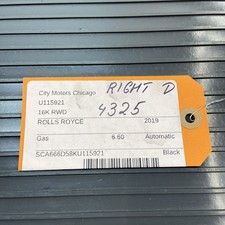 City Motors Chicago
RIGHT D
U115921
16K RWD
4325
ROLLS ROYCE 2019
Gas 6.60 Automatic
SCA666D58KU115921
Black